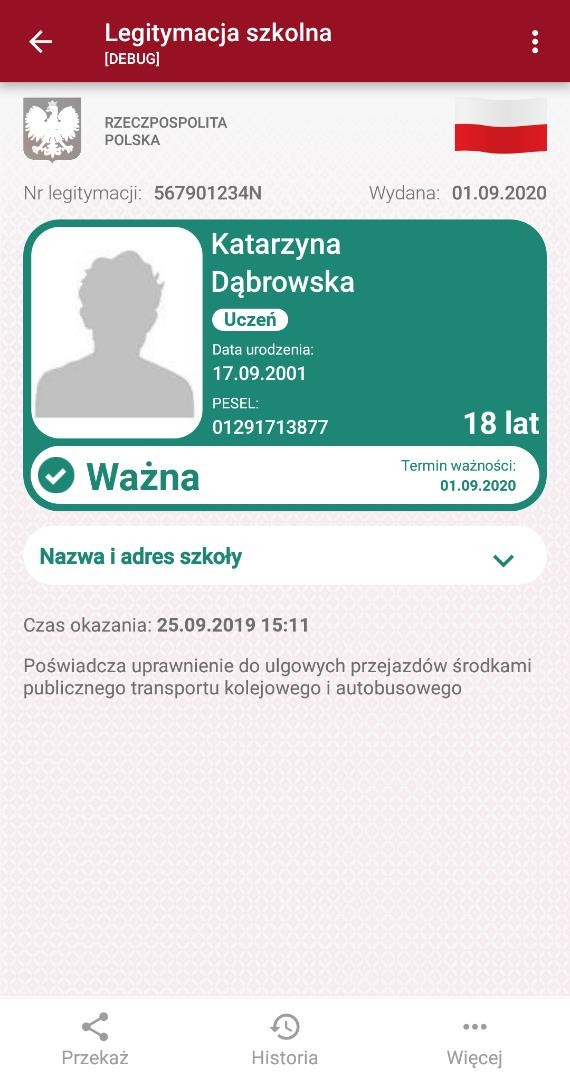 Legitymacja szkolna
[DEBUG]
RZECZPOSPOLITA
POLSKA
Nr legitymacji: 567901234N Wydana: 01.09.2020
Katarzyna
Dąbrowska
Uczeń
Data urodzenia:
17.09.2001
PESEL:
01291713877
18 lat
Ważna
Termin ważności:
01.09.2020
Nazwa i adres szkoły
Czas okazania: 25.09.2019 15:11
Poświadcza uprawnienie do ulgowych przejazdów środkami
publicznego transportu kolejowego i autobusowego
Przekaż Historia Więcej